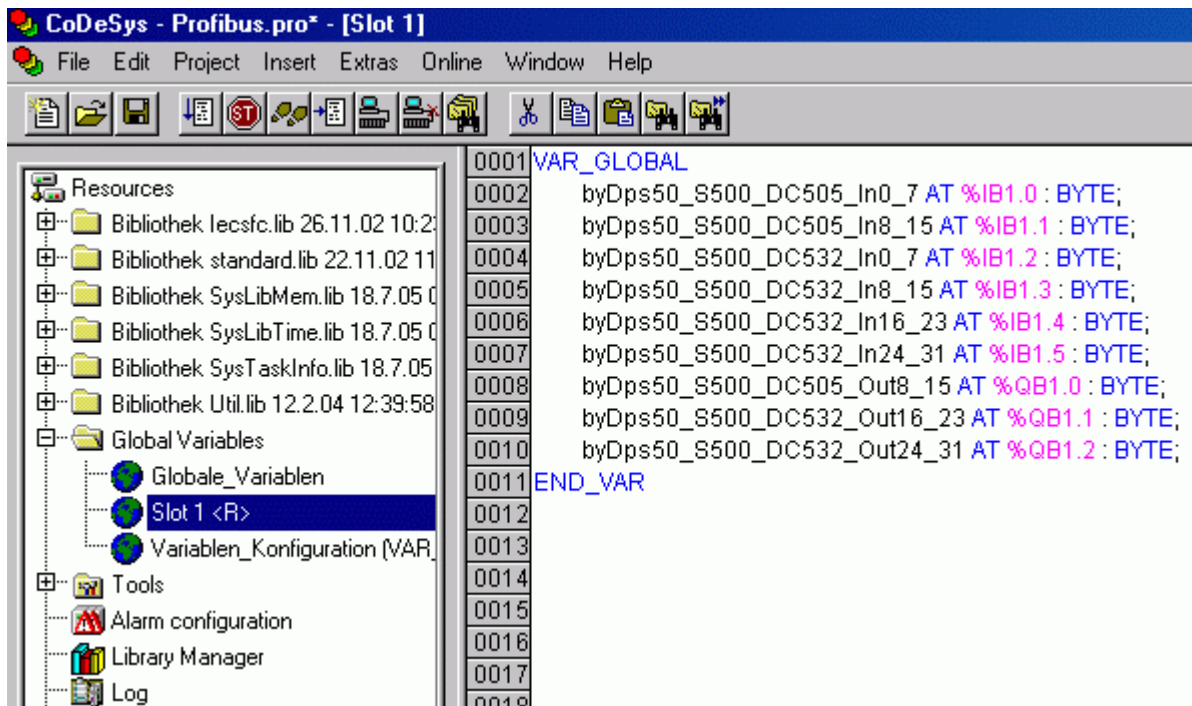 CoDeSys - Profibus.pro* - [Slot 1]
File Edit Project Insert Extras Online Window Help
ST
Resources
Bibliothek Iecsfc.lib 26.11.02 10:2
Bibliothek standard.lib 22.11.02 11
Bibliothek SysLibMem.lib 18.7.05
Bibliothek SysLibTime.lib 18.7.05
Bibliothek SysTaskInfo.lib 18.7.05
Bibliothek Util.lib 12.2.04 12:39:58
Global Variables
Globale_Variablen
Slot 1 <R>
Variablen_Konfiguration (VAR_
Tools
Alarm configuration
Library Manager
Log
0001 VAR_GLOBAL
0002 byDps50_S500_DC505_In0_7 AT %IB1.0 : BYTE;
0003 byDps50_S500_DC505_In8_15 AT %IB1.1 : BYTE;
0004 byDps50_S500_DC532_In0_7 AT %IB1.2 : BYTE;
0005 byDps50_S500_DC532_In8_15 AT %IB1.3 : BYTE;
0006 byDps50_S500_DC532_In16_23 AT %IB1.4 : BYTE;
0007 byDps50_S500_DC532_In24_31 AT %IB1.5 : BYTE;
0008 byDps50_S500_DC505_Out8_15 AT %QB1.0 : BYTE;
0009 byDps50_S500_DC532_Out16_23 AT %QB1.1 : BYTE;
0010 byDps50_S500_DC532_Out24_31 AT %QB1.2 : BYTE;
0011 END_VAR
0012
0013
0014
0015
0016
0017
0018